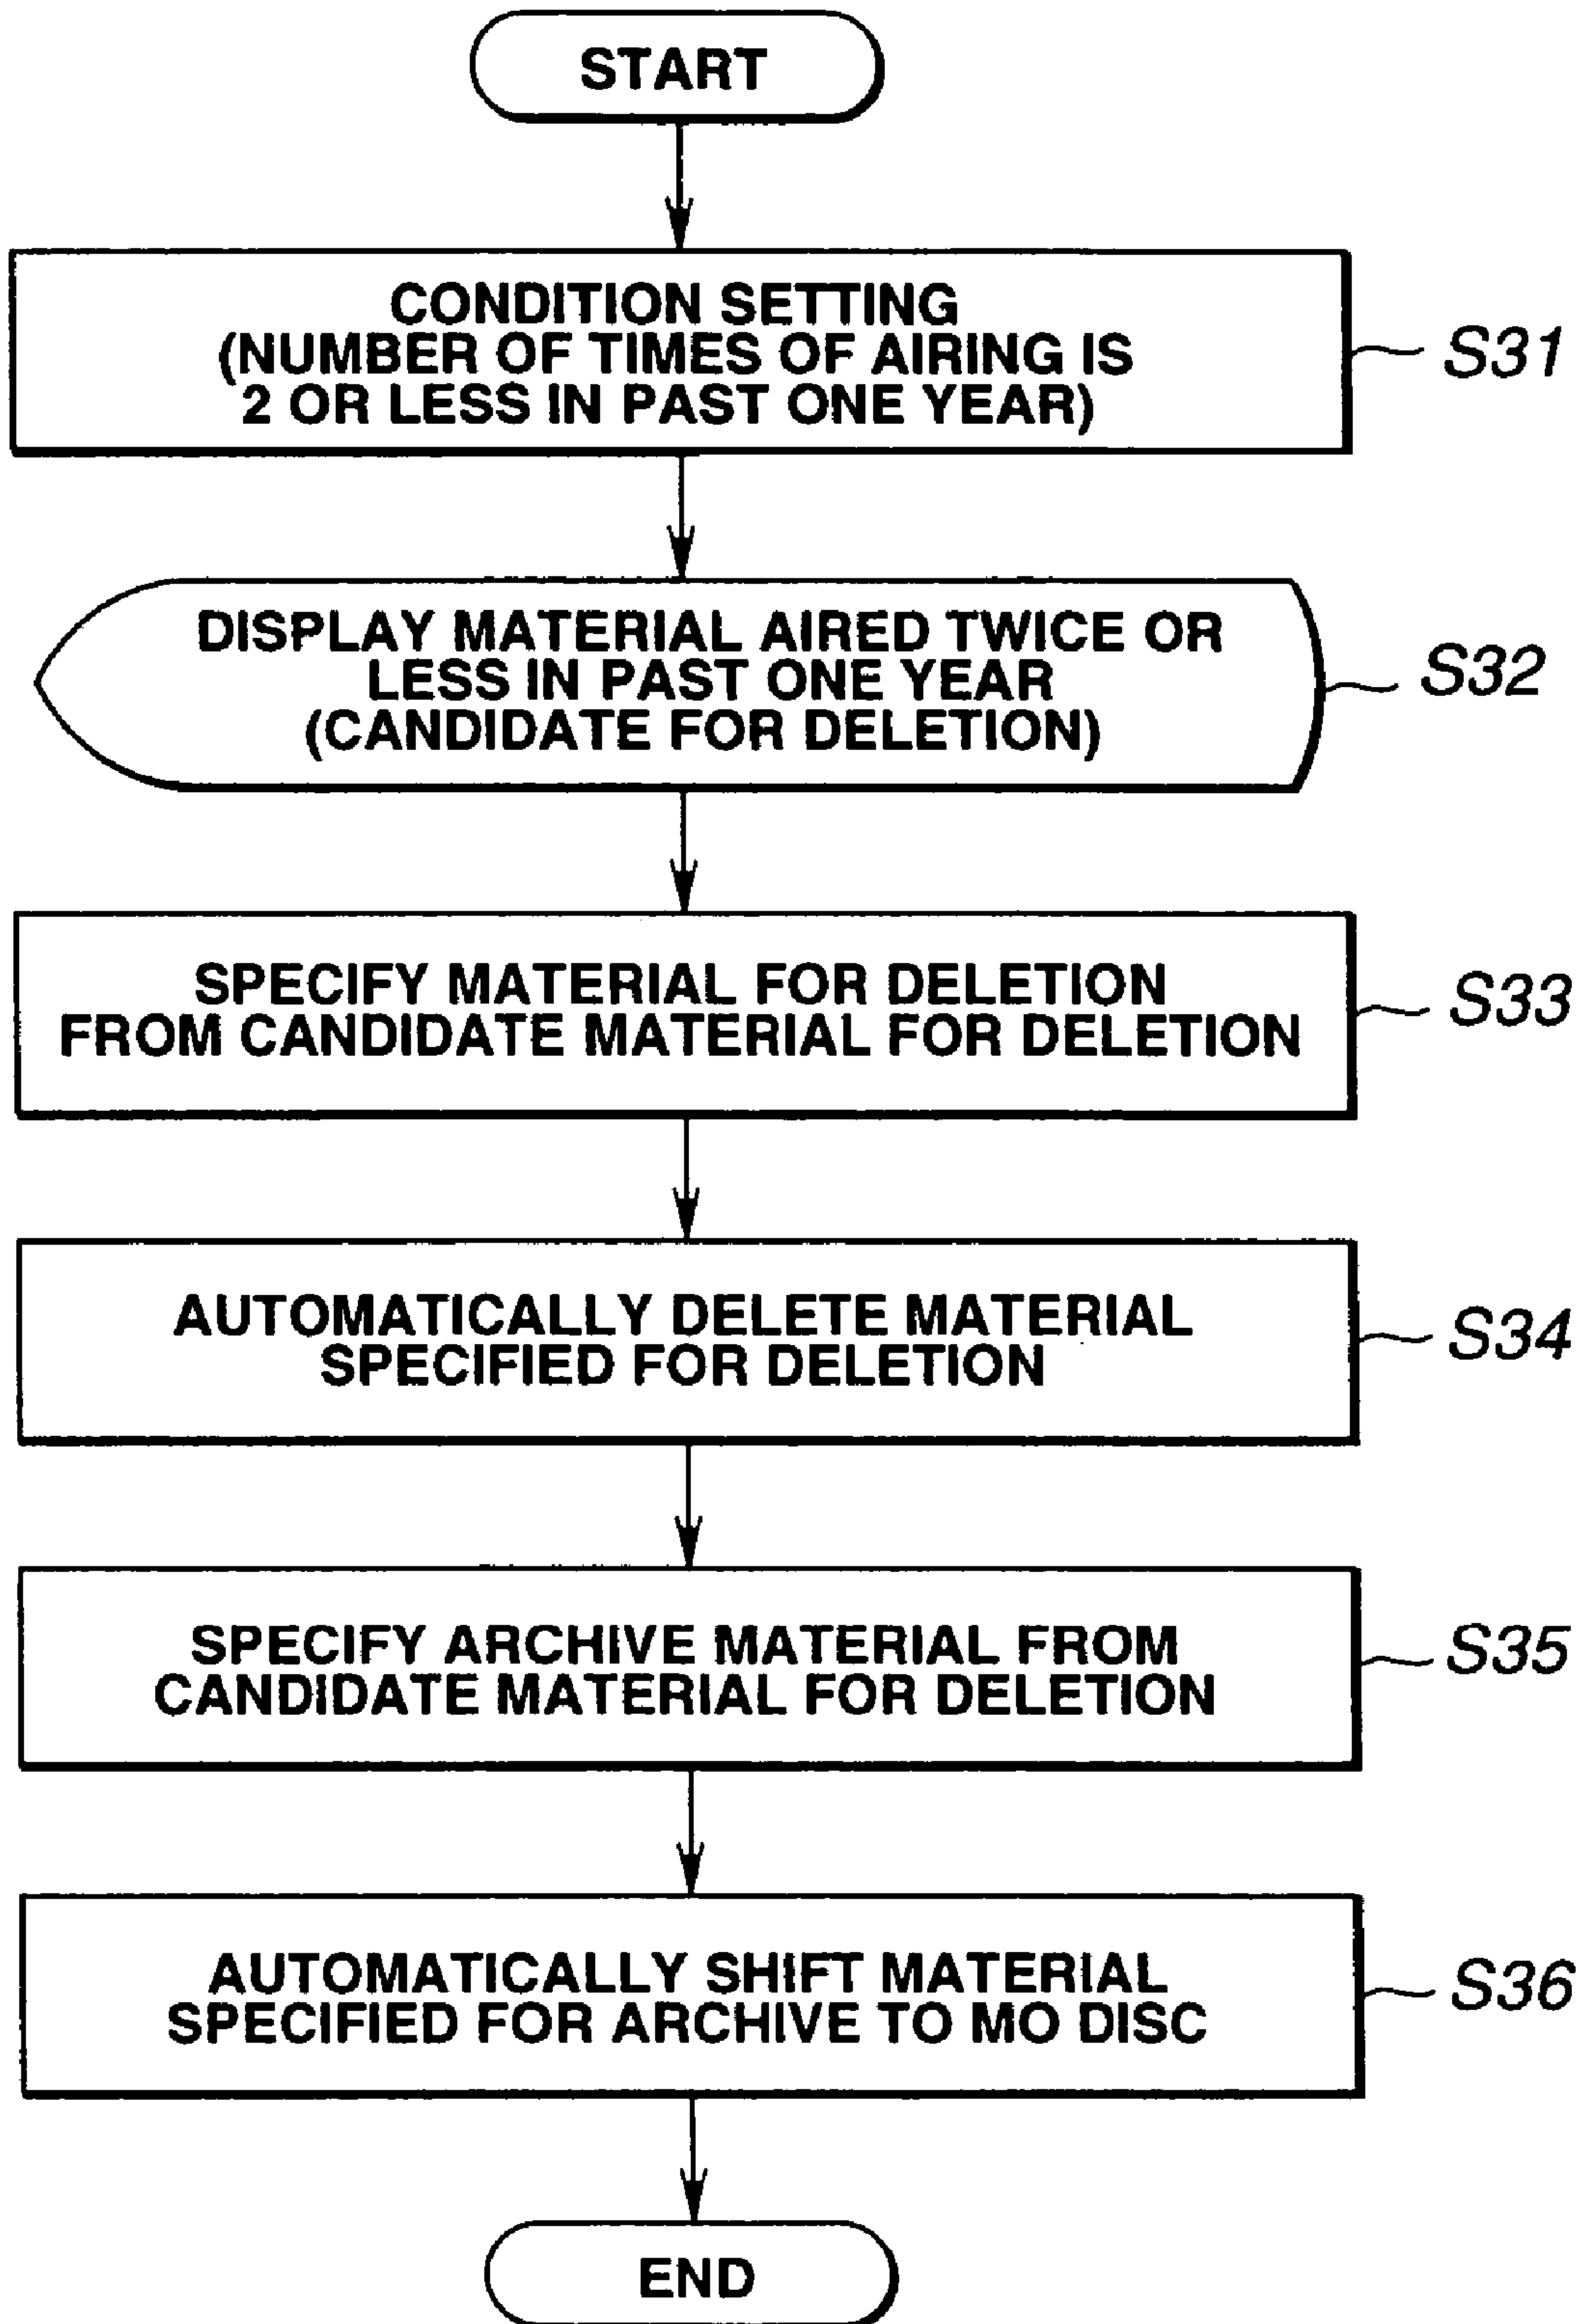 START
CONDITION SETTING
(NUMBER OF TIMES OF AIRING IS
2 OR LESS IN PAST ONE YEAR)
S31
DISPLAY MATERIAL AIRED TWICE OR
LESS IN PAST ONE YEAR
(CANDIDATE FOR DELETION)
S32
SPECIFY MATERIAL FOR DELETION
FROM CANDIDATE MATERIAL FOR DELETION
S33
AUTOMATICALLY DELETE MATERIAL
SPECIFIED FOR DELETION
S34
SPECIFY ARCHIVE MATERIAL FROM
CANDIDATE MATERIAL FOR DELETION
S35
AUTOMATICALLY SHIFT MATERIAL
SPECIFIED FOR ARCHIVE TO MO DISC
S36
END